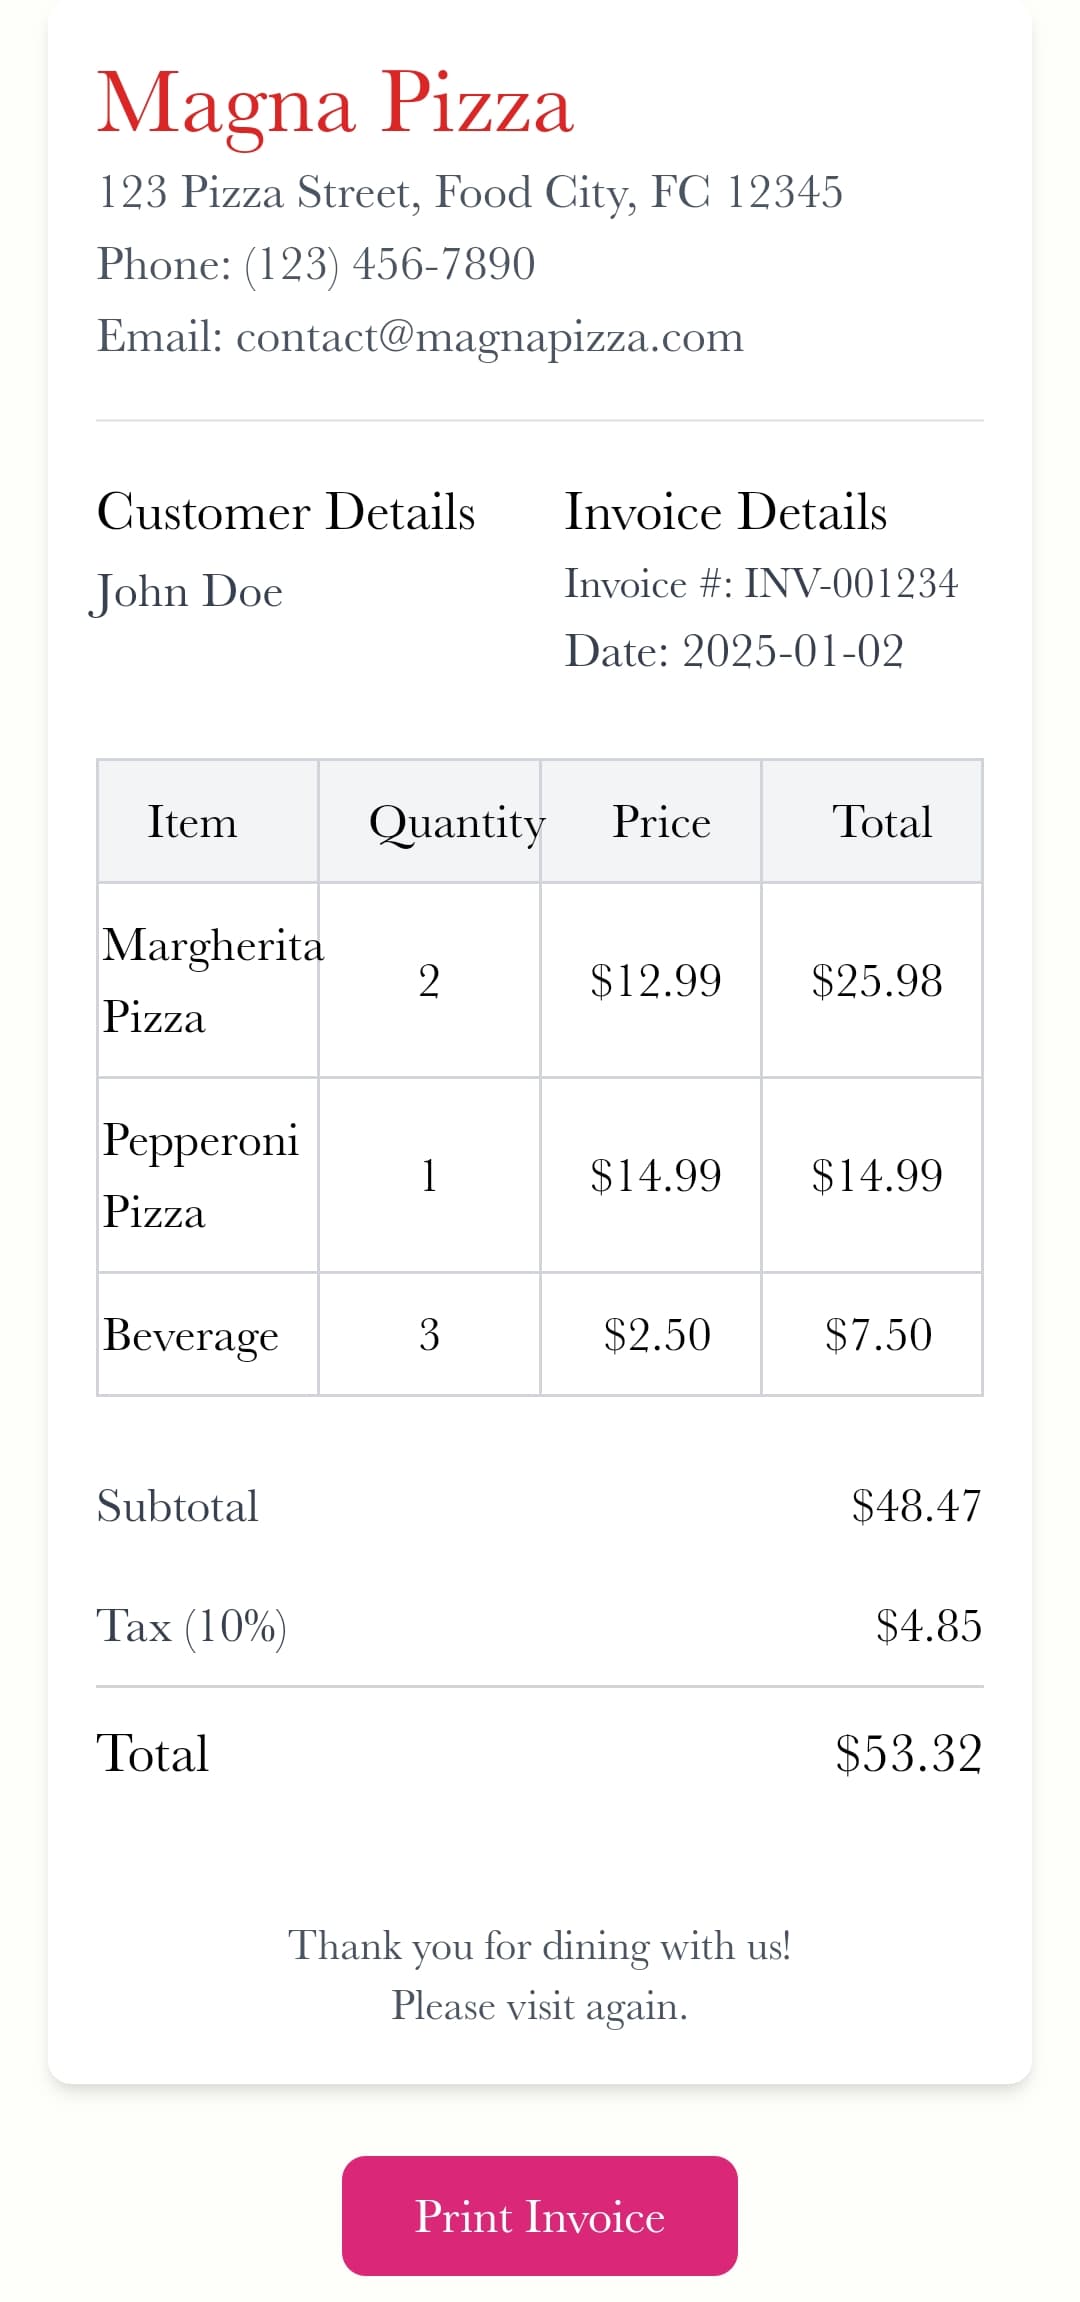 Magna Pizza
123 Pizza Street, Food City, FC 12345
Phone: (123) 456-7890
Email: contact@magnapizza.com
Customer Details
John Doe
Invoice Details
Invoice #: INV-001234
Date: 2025-01-02
Item Quantity Price Total
Margherita
Pizza
2 $12.99 $25.98
Pepperoni
Pizza
1 $14.99 $14.99
Beverage 3 $2.50 $7.50
Subtotal $48.47
Tax (10%) $4.85
Total $53.32
Thank you for dining with us!
Please visit again.
Print Invoice